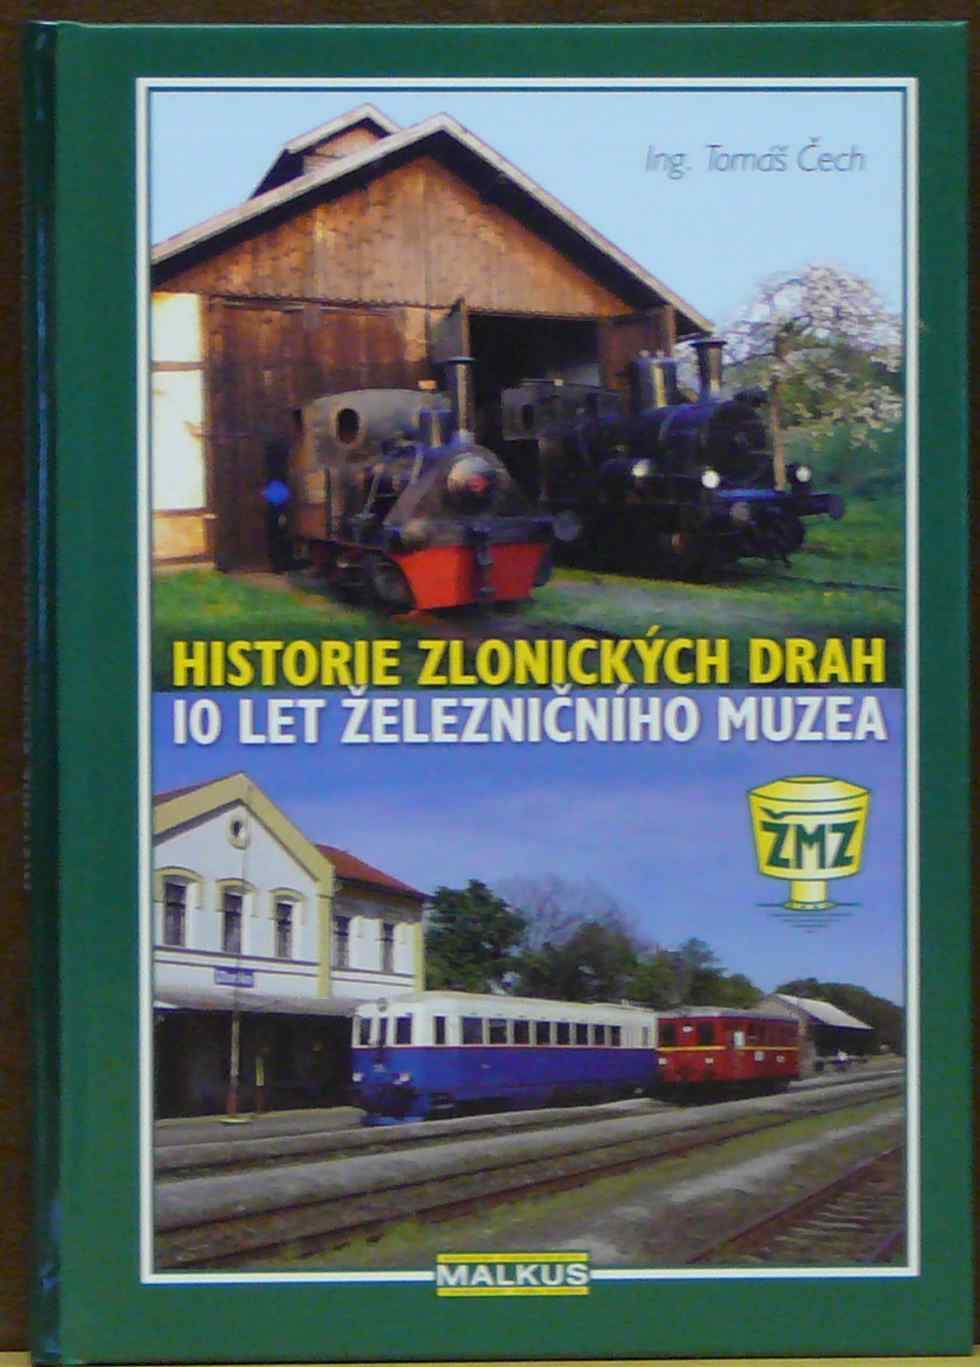 Ing. Tomáš Čech
HISTORIE ZLONICKÝCH DRAH
10 LET ŽELEZNIČNÍHO MUZEA
ŽMZ
MALKUS